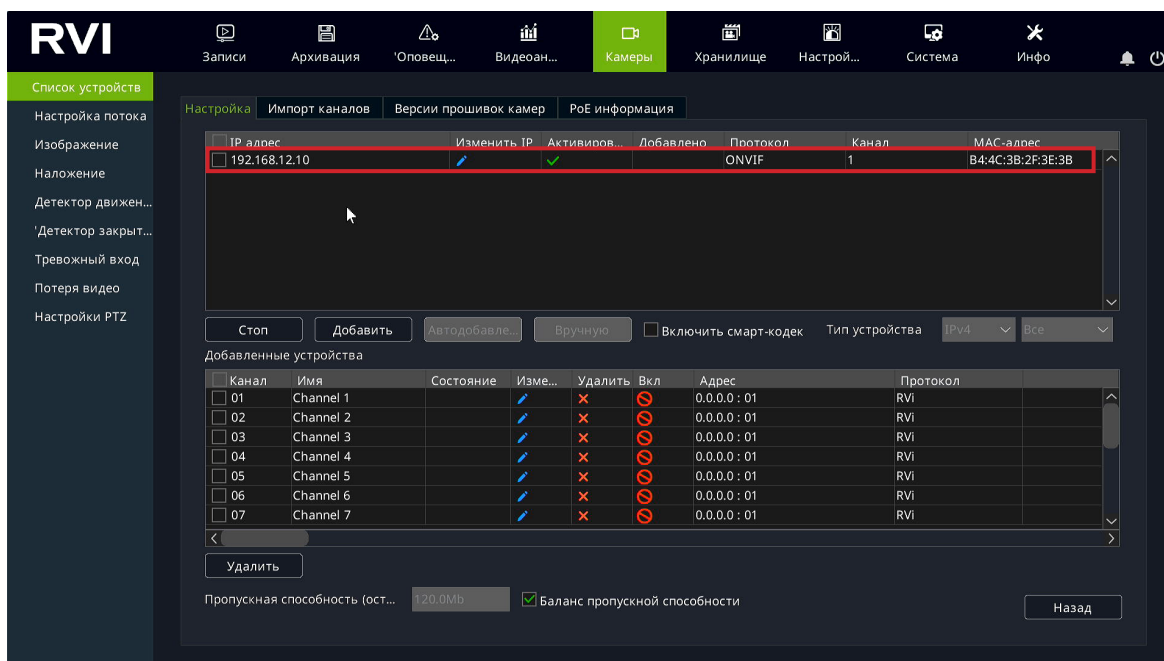 RVI
Записи Архивация 'Оповещ... Видеоан... Камеры Хранилище Настрой... Система Инфо
Список устройств
Настройка потока
Изображение
Наложение
Детектор движен...
'Детектор закрыт...
Тревожный вход
Потеря видео
Настройки PTZ
Настройка Импорт каналов Версии прошивок камер PoE информация
IP адрес Изменить IP Активиров... Добавлено Протокол Канал MAC-адрес
192.168.12.10 ONVIF 1 B4:4C:3B:2F:3E:3B
Стоп Добавить Автодобавле... Вручную Включить смарт-кодек Тип устройства IPv4 Все
Добавленные устройства
Канал Имя Состояние Изме... Удалить Вкл Адрес Протокол
01 Channel 1 0.0.0.0 : 01 RVi
02 Channel 2 0.0.0.0 : 01 RVi
03 Channel 3 0.0.0.0 : 01 RVi
04 Channel 4 0.0.0.0 : 01 RVi
05 Channel 5 0.0.0.0 : 01 RVi
06 Channel 6 0.0.0.0 : 01 RVi
07 Channel 7 0.0.0.0 : 01 RVi
Удалить
Пропускная способность (ост... 120.0Mb Баланс пропускной способности
Назад